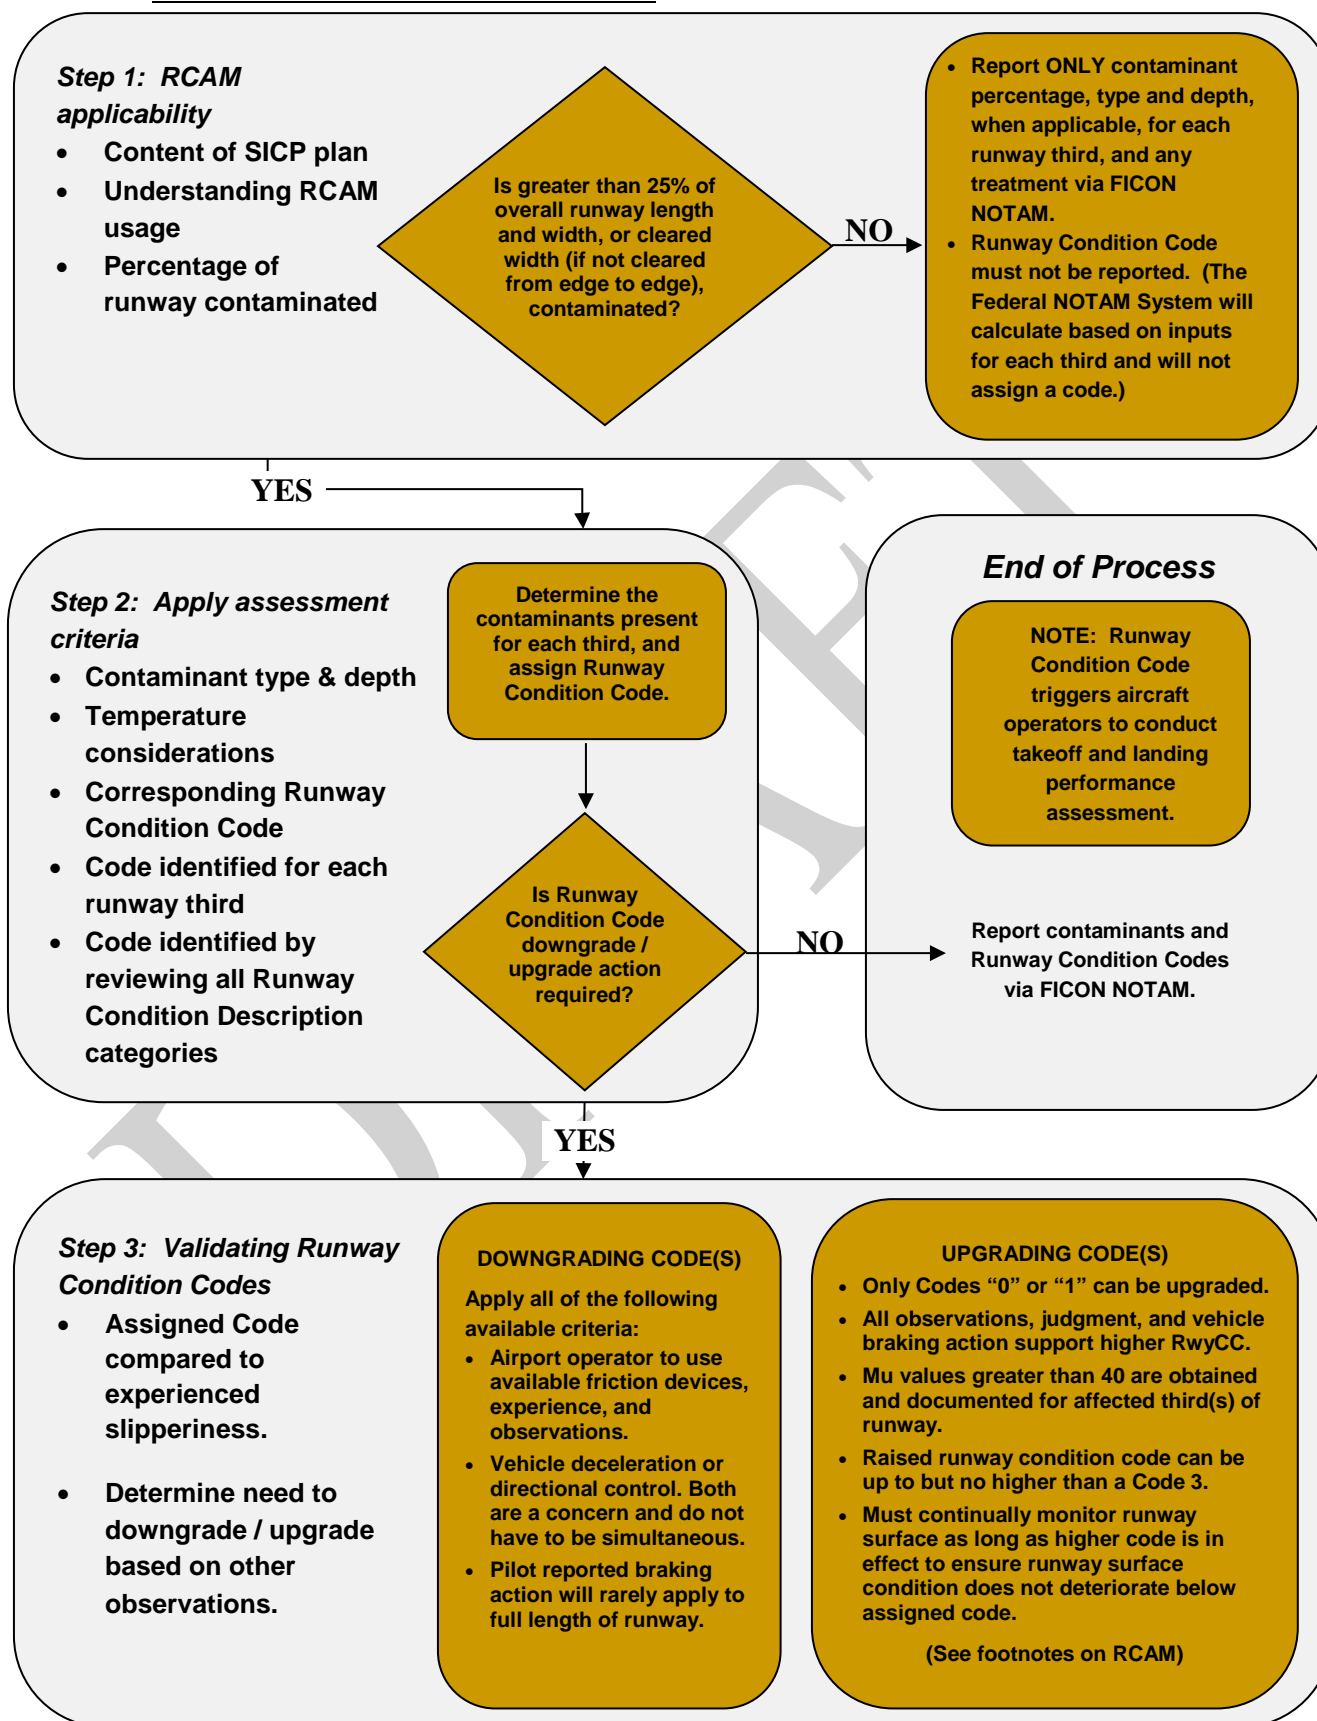 Step 1:  RCAM
applicability
• Content of SICP plan
• Understanding RCAM
usage
• Percentage of
runway contaminated
Is greater than 25% of
overall runway length
and width, or cleared
width (if not cleared
from edge to edge),
contaminated?
NO
• Report ONLY contaminant
percentage, type and depth,
when applicable, for each
runway third, and any
treatment via FICON
NOTAM.
• Runway Condition Code
must not be reported.  (The
Federal NOTAM System will
calculate based on inputs
for each third and will not
assign a code.)
YES
Step 2:  Apply assessment
criteria
• Contaminant type & depth
• Temperature
considerations
• Corresponding Runway
Condition Code
• Code identified for each
runway third
• Code identified by
reviewing all Runway
Condition Description
categories
Determine the
contaminants present
for each third, and
assign Runway
Condition Code.
Is Runway
Condition Code
downgrade /
upgrade action
required?
NO
End of Process
NOTE:  Runway
Condition Code
triggers aircraft
operators to conduct
takeoff and landing
performance
assessment.
Report contaminants and
Runway Condition Codes
via FICON NOTAM.
YES
Step 3:  Validating Runway
Condition Codes
• Assigned Code
compared to
experienced
slipperiness.
• Determine need to
downgrade / upgrade
based on other
observations.
DOWNGRADING CODE(S)
Apply all of the following
available criteria:
• Airport operator to use
available friction devices,
experience, and
observations.
• Vehicle deceleration or
directional control. Both
are a concern and do not
have to be simultaneous.
• Pilot reported braking
action will rarely apply to
full length of runway.
UPGRADING CODE(S)
• Only Codes “0” or “1” can be upgraded.
• All observations, judgment, and vehicle
braking action support higher RwyCC.
• Mu values greater than 40 are obtained
and documented for affected third(s) of
runway.
• Raised runway condition code can be
up to but no higher than a Code 3.
• Must continually monitor runway
surface as long as higher code is in
effect to ensure runway surface
condition does not deteriorate below
assigned code.
(See footnotes on RCAM)
DRAFT